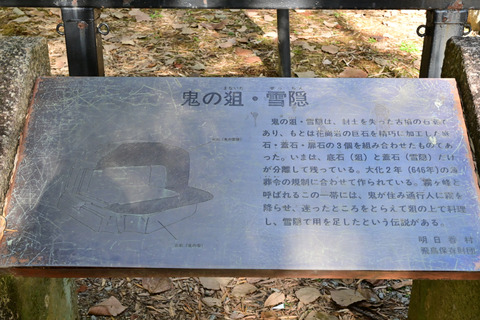 鬼の俎・雪隠
鬼の俎・雪隠は、封土を失った古墳の石室で
あり、もとは花崗岩の巨石を精巧に加工した底
石・蓋石・扉石の3個を組み合わせたものであ
った。いまは、底石(俎)と蓋石(雪隠)だけ
が分離して残っている。大化2年(646年)の薄
葬令の規制に合わせて作られている。霧ヶ峰と
呼ばれるこの一帯には、鬼が住み通行人に霧を
降らせ、迷ったところをとらえて俎の上で料理
し、雪隠で用を足したという伝説がある。
明日香村
飛鳥保存財団